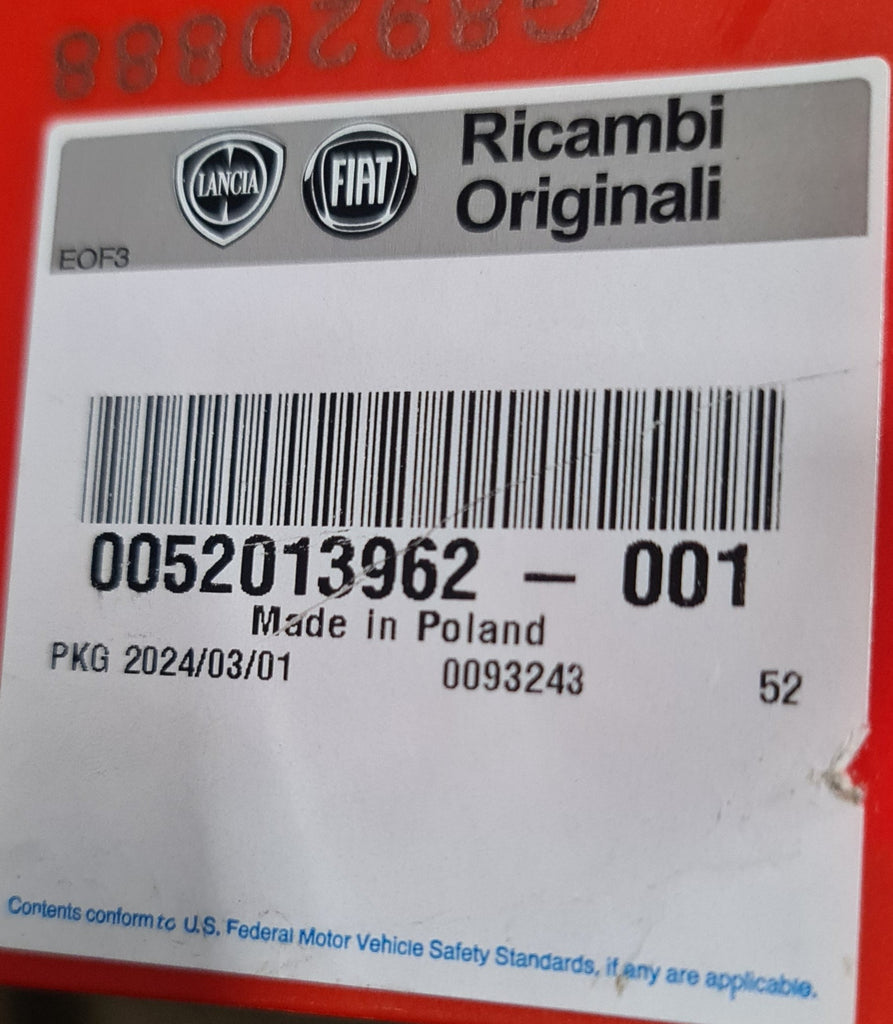 LANCIA
FIAT
Ricambi
Originali
EOF3
0052013962 – 001
Made in Poland
PKG 2024/03/01 0093243 52
Contents conform to U.S. Federal Motor Vehicle Safety Standards, if any are applicable.